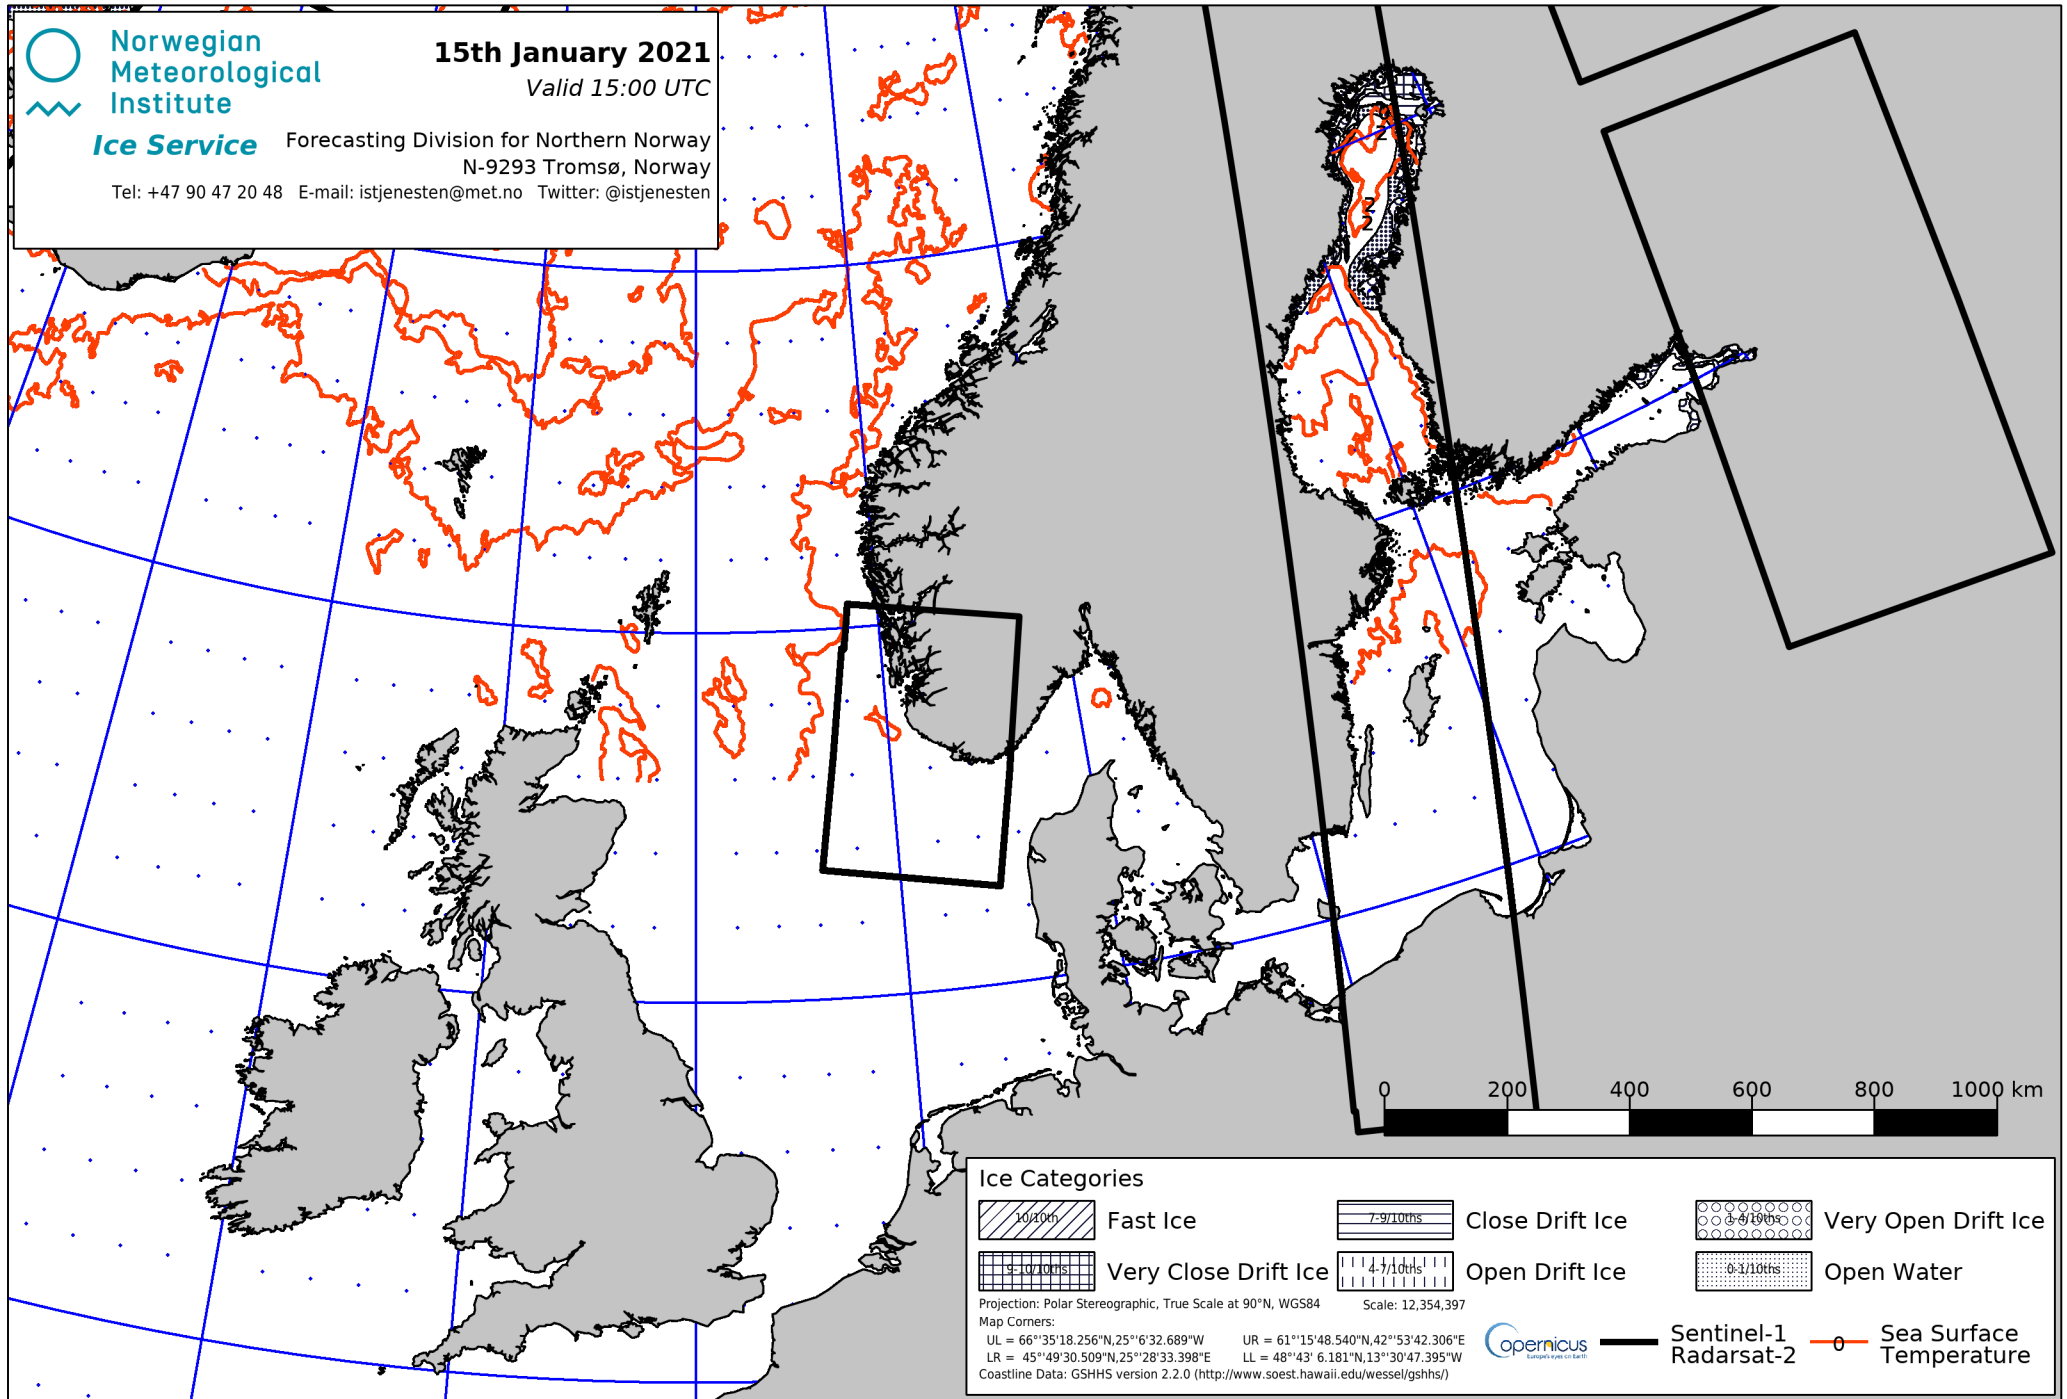 Norwegian
Meteorological
Institute
Ice Service
15th January 2021
Valid 15:00 UTC
Forecasting Division for Northern Norway
N-9293 Tromsø, Norway
Tel: +47 90 47 20 48 E-mail: istjenesten@met.no Twitter: @istjenesten
2
2
2
0 200 400 600 800 1000 km
Ice Categories
10/10th Fast Ice
7-9/10ths Close Drift Ice
1-4/10ths Very Open Drift Ice
9-10/10ths Very Close Drift Ice
4-7/10ths Open Drift Ice
0-1/10ths Open Water
Projection: Polar Stereographic, True Scale at 90°N, WGS84 Scale: 12,354,397
Map Corners:
UL = 66°'35'18.256"N,25°'6'32.689"W UR = 61°'15'48.540"N,42°'53'42.306"E
LR = 45°'49'30.509"N,25°'28'33.398"E LL = 48°'43' 6.181"N,13°'30'47.395"W
Coastline Data: GSHHS version 2.2.0 (http://www.soest.hawaii.edu/wessel/gshhs/)
opernicus
Europe's eyes on Earth
Sentinel-1
Radarsat-2
0
Sea Surface
Temperature